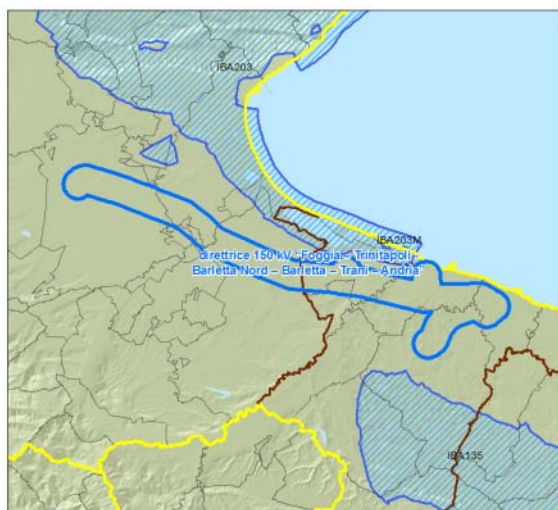 IBA203
IBA203M
direttrice 150 kV "Foggia – Trinitapoli –
Barletta Nord – Barletta – Trani – Andria"
IBA135